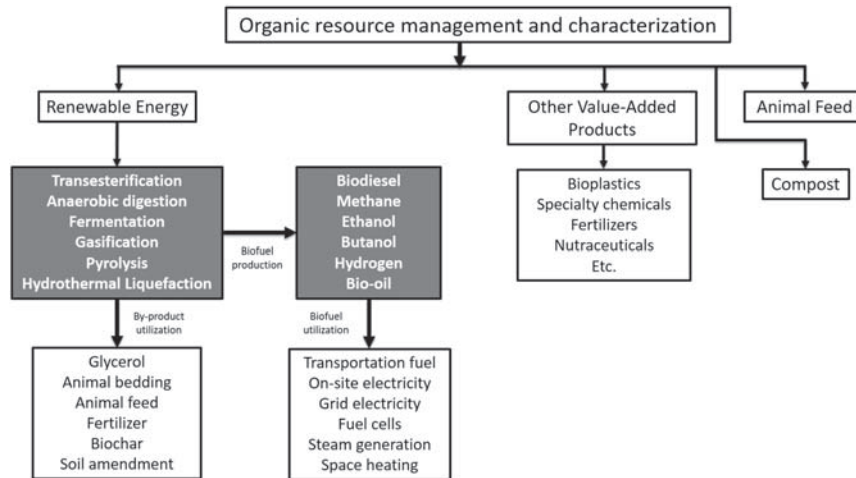 Organic resource management and characterization
Renewable Energy
Other Value-Added
Products
Animal Feed
Compost
Transesterification
Anaerobic digestion
Fermentation
Gasification
Pyrolysis
Hydrothermal Liquefaction
Biofuel
production
Biodiesel
Methane
Ethanol
Butanol
Hydrogen
Bio-oil
Bioplastics
Specialty chemicals
Fertilizers
Nutraceuticals
Etc.
By-product
utilization
Biofuel
utilization
Glycerol
Animal bedding
Animal feed
Fertilizer
Biochar
Soil amendment
Transportation fuel
On-site electricity
Grid electricity
Fuel cells
Steam generation
Space heating